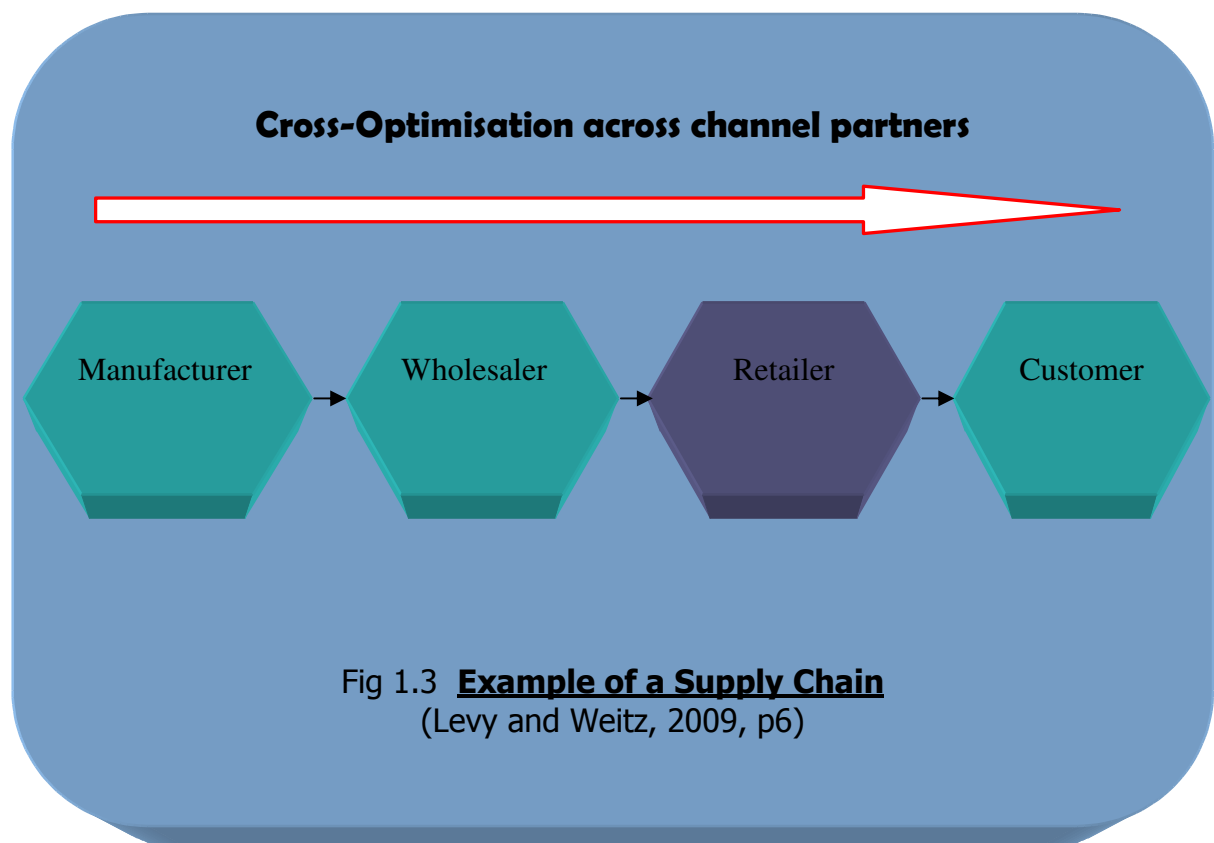 Cross-Optimisation across channel partners
Manufacturer
Wholesaler
Retailer
Customer
Fig 1.3 Example of a Supply Chain
(Levy and Weitz, 2009, p6)